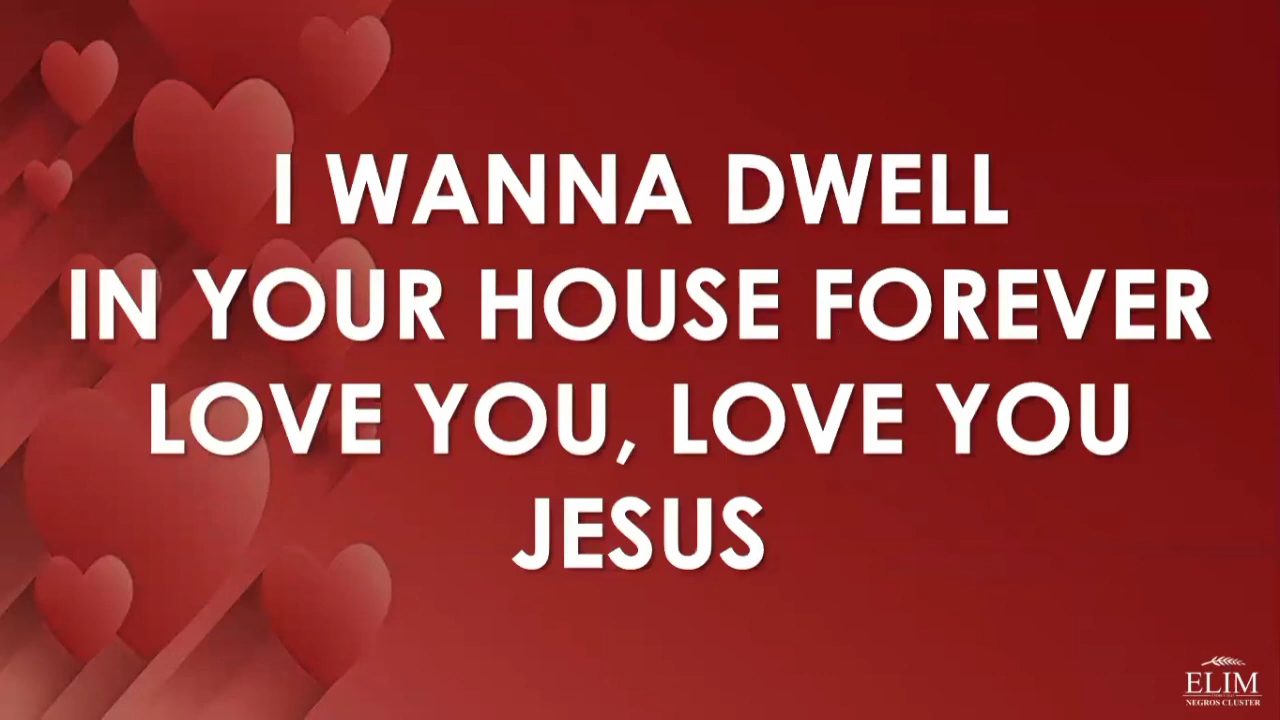 I WANNA DWELL
IN YOUR HOUSE FOREVER
LOVE YOU, LOVE YOU
JESUS
ELIM
NEGROS CLUSTER